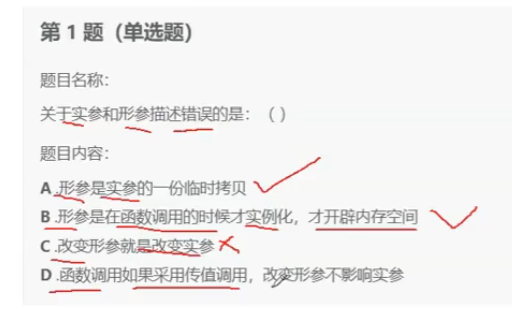 第 1 题（单选题）
题目名称：
关于实参和形参描述错误的是：（ ）
题目内容：
A .形参是实参的一份临时拷贝
B .形参是在函数调用的时候才实例化，才开辟内存空间
C .改变形参就是改变实参
D .函数调用如果采用传值调用，改变形参不影响实参